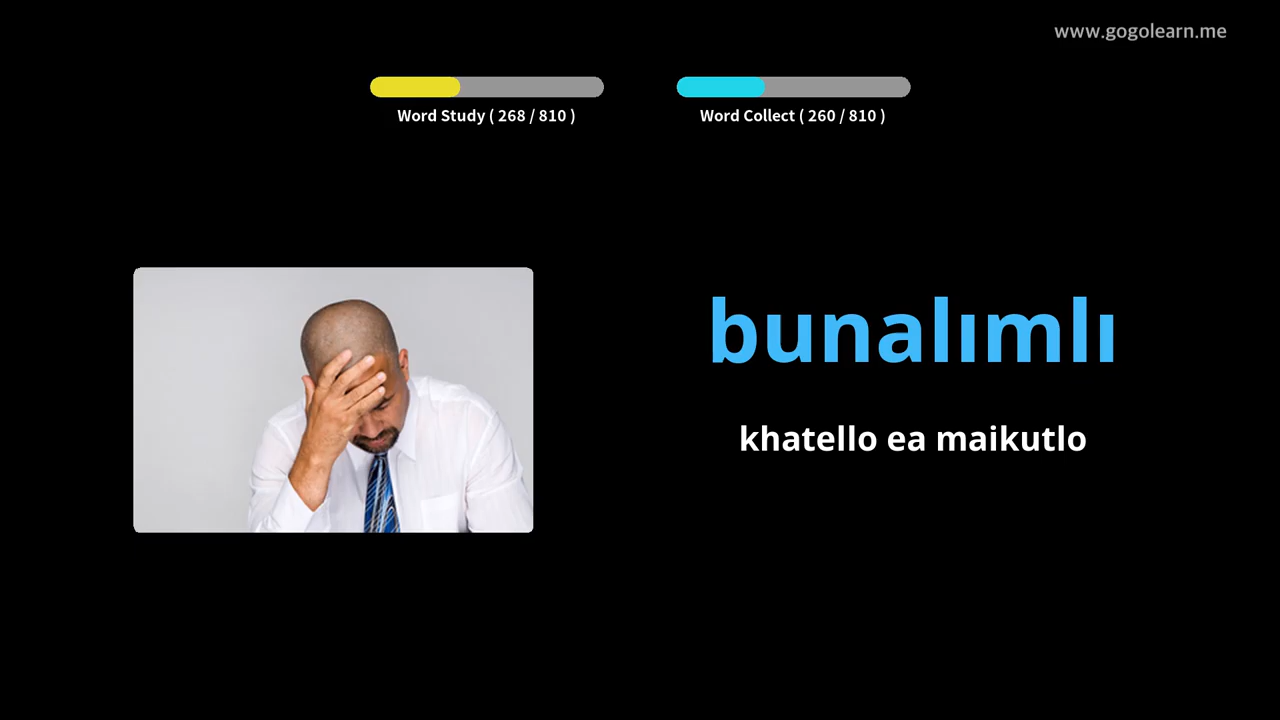 www.gogolearn.me
Word Study ( 268 / 810 )
Word Collect ( 260 / 810 )
bunalımlı
khatello ea maikutlo